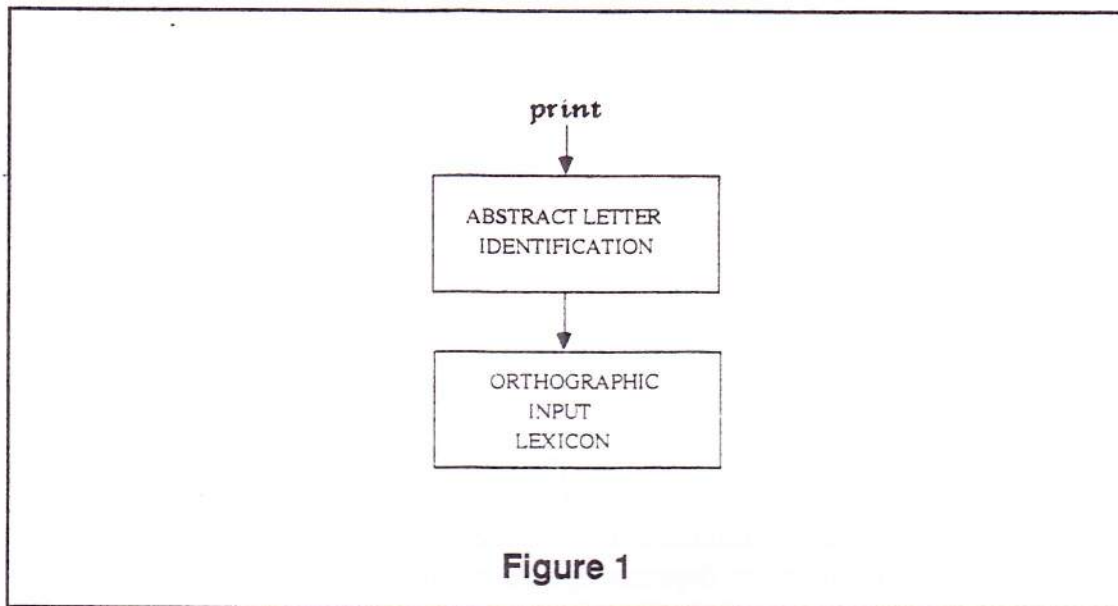 print
ABSTRACT LETTER
IDENTIFICATION
ORTHOGRAPHIC
INPUT
LEXICON
Figure 1